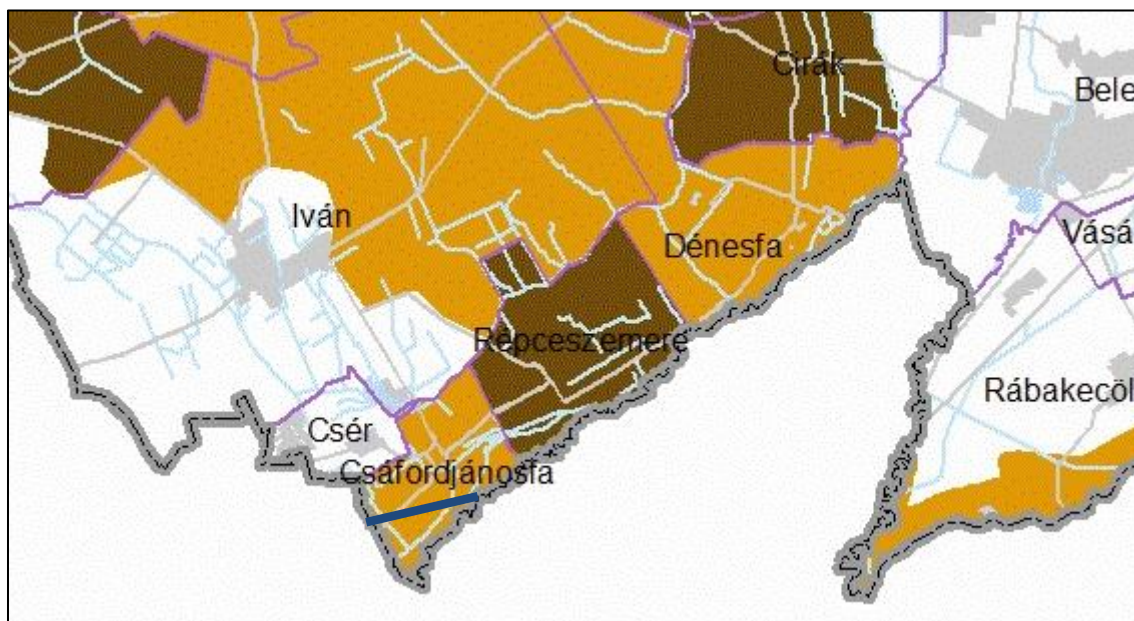 Cirák
Bele
Iván
Vásá
Dénesfa
Répceszemere
Rábakecöl
Csér
Csáfordjánosfa